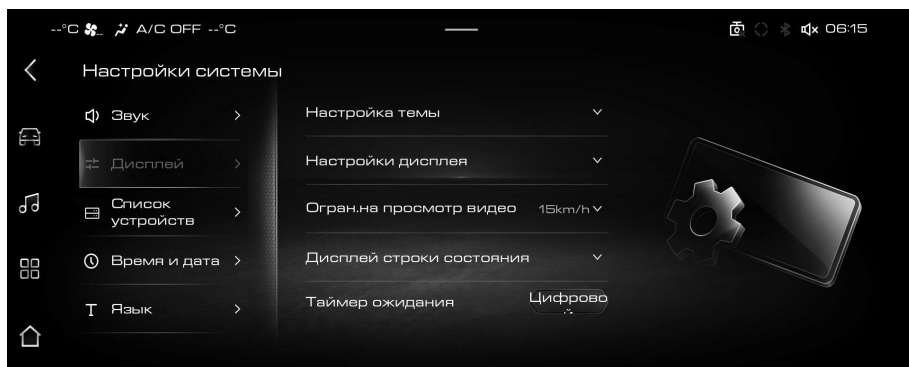 --°C A/C OFF --°C
06:15
Настройки системы
Звук
Дисплей
Список
устройств
Время и дата
Язык
Настройка темы
Настройки дисплея
Огран.на просмотр видео 15km/h
Дисплей строки состояния
Таймер ожидания Цифрово